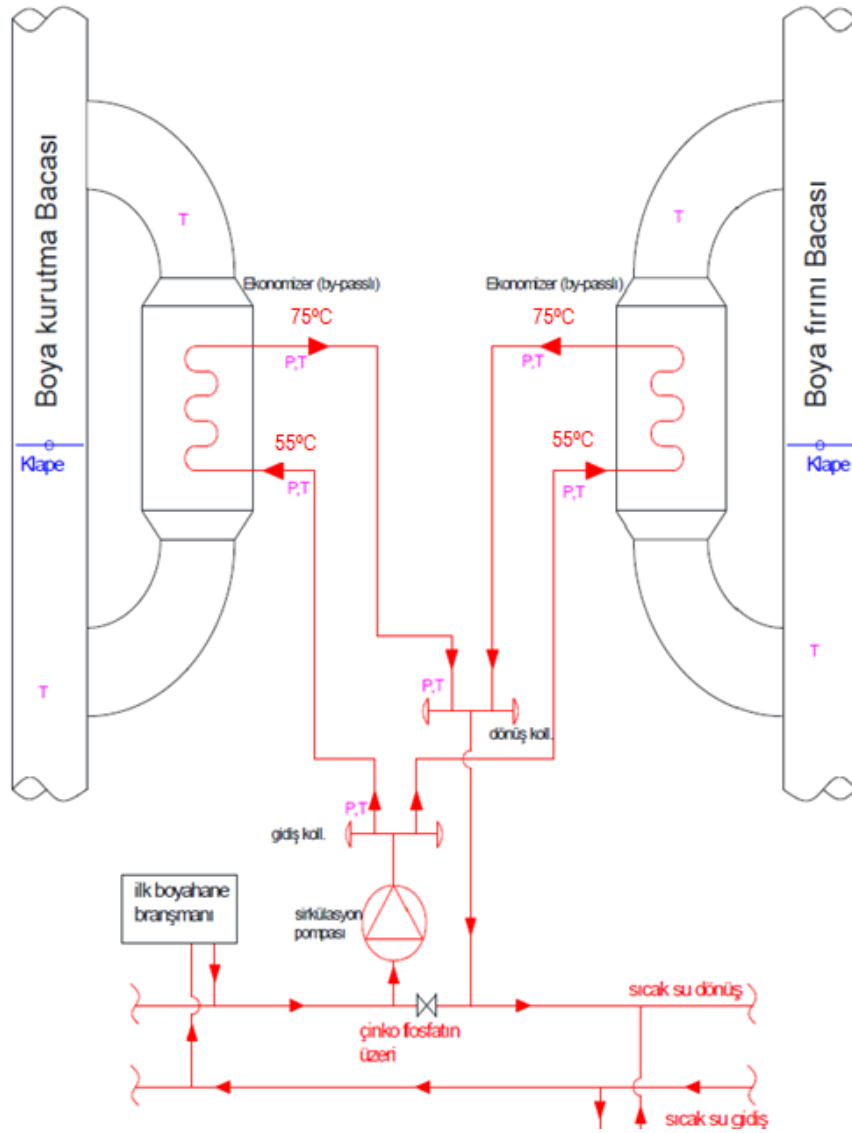 Boya kurutma Bacası
Boya fırını Bacası
T
T
Ekonomizer (by-passlı)
Ekonomizer (by-passlı)
75ºC
75ºC
P,T
P,T
Klape
Klape
55ºC
55ºC
P,T
P,T
T
T
P,T
dönüş koll.
P,T
gidiş koll.
ilk boyahane
branşmanı
sirkülasyon
pompası
sıcak su dönüş
çinko fosfatın
üzeri
sıcak su gidiş